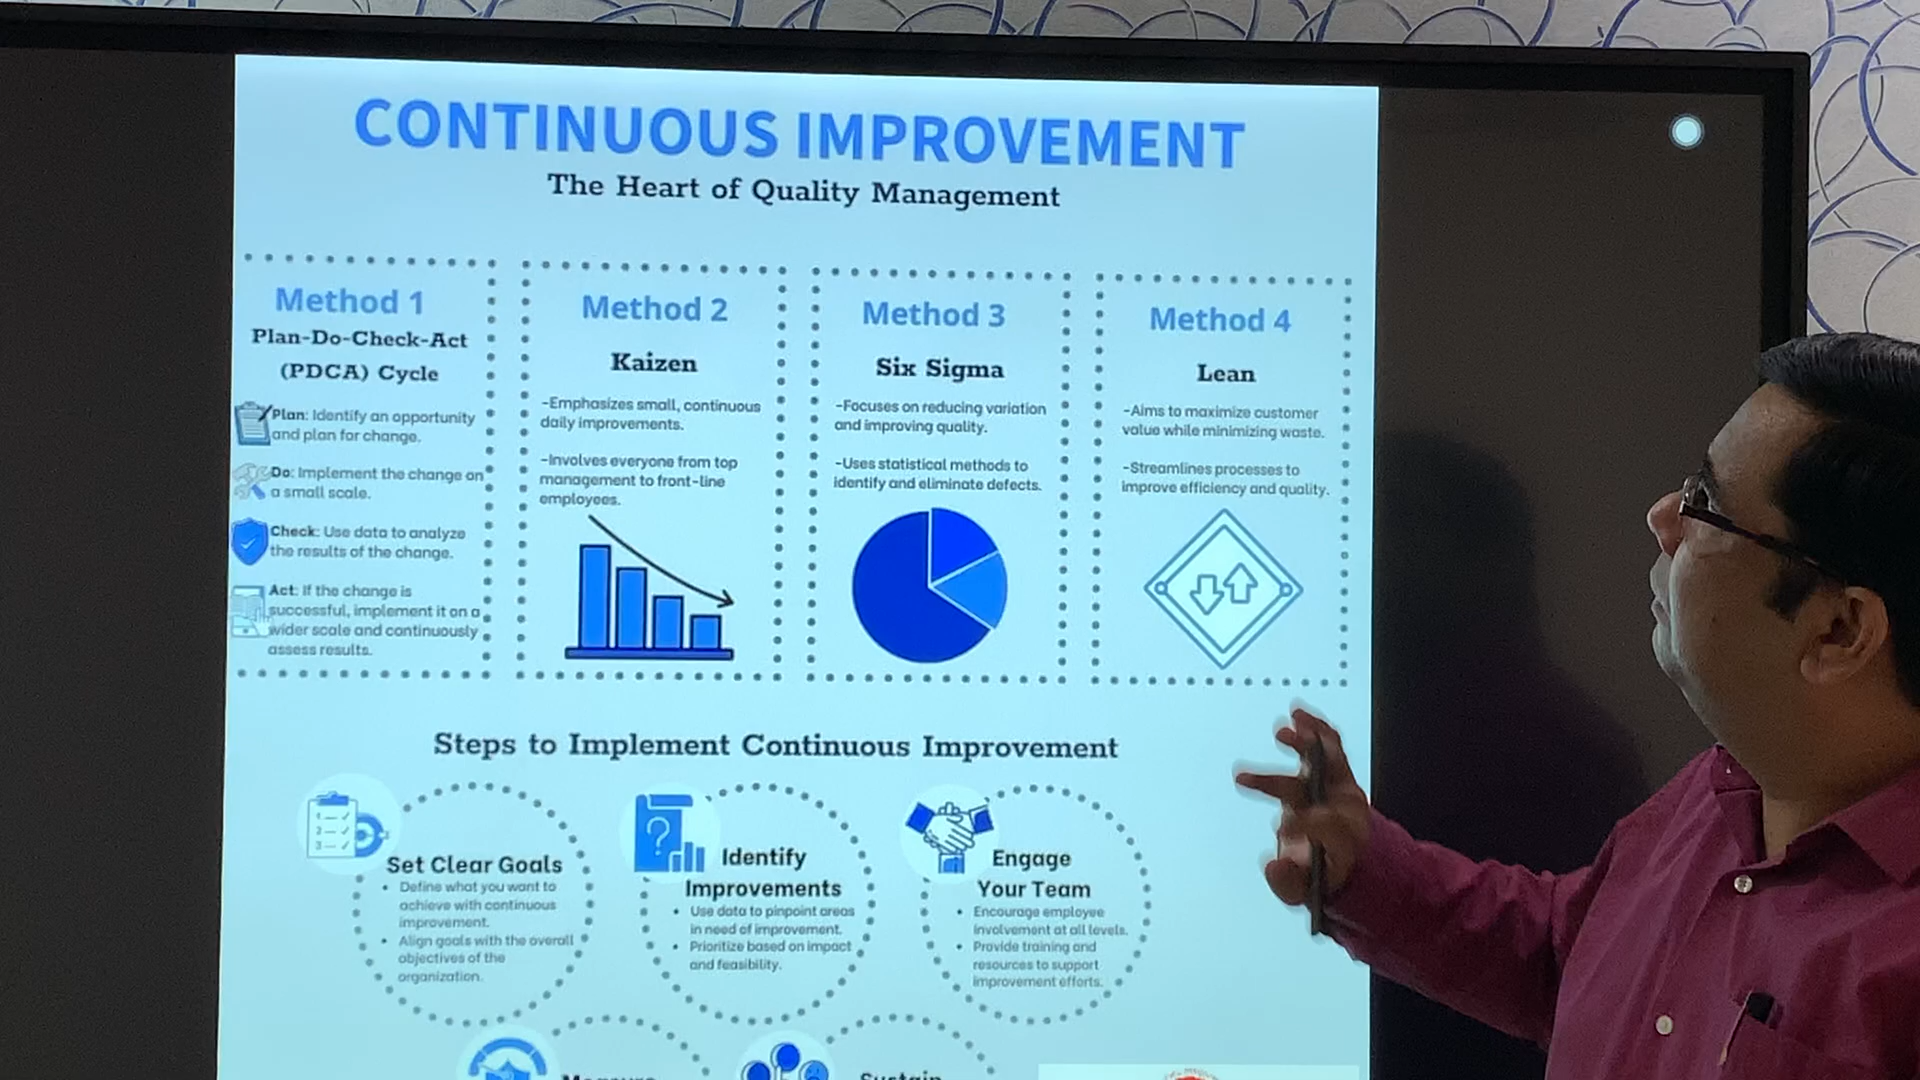 CONTINUOUS IMPROVEMENT
The Heart of Quality Management
Method 1
Plan-Do-Check-Act
(PDCA) Cycle
Plan: Identify an opportunity
and plan for change.
Do: Implement the change on
a small scale.
Check: Use data to analyze
the results of the change.
Act: If the change is
successful, implement it on a
wider scale and continuously
assess results.
Method 2
Kaizen
-Emphasizes small, continuous
daily improvements.
-Involves everyone from top
management to front-line
employees.
Method 3
Six Sigma
-Focuses on reducing variation
and improving quality.
-Uses statistical methods to
identify and eliminate defects.
Method 4
Lean
-Aims to maximize customer
value while minimizing waste.
-Streamlines processes to
improve efficiency and quality.
Steps to Implement Continuous Improvement
1
2
3
Set Clear Goals
• Define what you want to
achieve with continuous
improvement.
• Align goals with the overall
objectives of the
organization.
?
Identify
Improvements
• Use data to pinpoint areas
in need of improvement.
• Prioritize based on impact
and feasibility.
Engage
Your Team
• Encourage employee
involvement at all levels.
• Provide training and
resources to support
improvement efforts.
Measure
Sustain